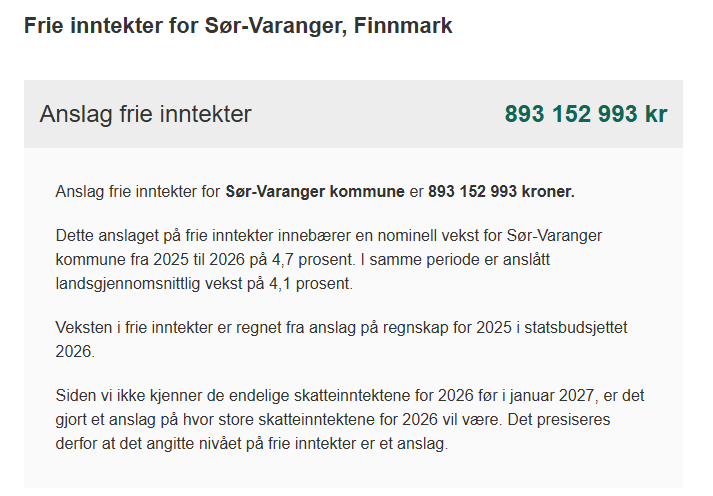 Frie inntekter for Sør-Varanger, Finnmark
Anslag frie inntekter
893 152 993 kr
Anslag frie inntekter for Sør-Varanger kommune er 893 152 993 kroner.
Dette anslaget på frie inntekter innebærer en nominell vekst for Sør-Varanger
kommune fra 2025 til 2026 på 4,7 prosent. I samme periode er anslått
landsgjennomsnittlig vekst på 4,1 prosent.
Veksten i frie inntekter er regnet fra anslag på regnskap for 2025 i statsbudsjettet
2026.
Siden vi ikke kjenner de endelige skatteinntektene for 2026 før i januar 2027, er det
gjort et anslag på hvor store skatteinntektene for 2026 vil være. Det presiseres
derfor at det angitte nivået på frie inntekter er et anslag.